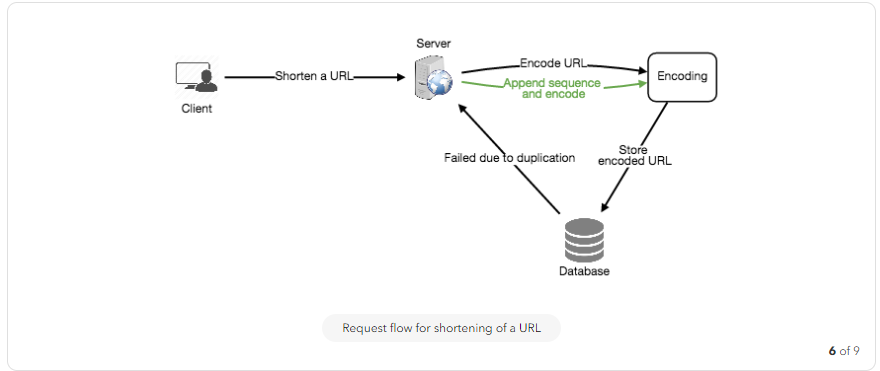 Server
Shorten a URL
Encode URL
Append sequence
and encode
Encoding
Client
Failed due to duplication
Store
encoded URL
Database
Request flow for shortening of a URL
6 of 9